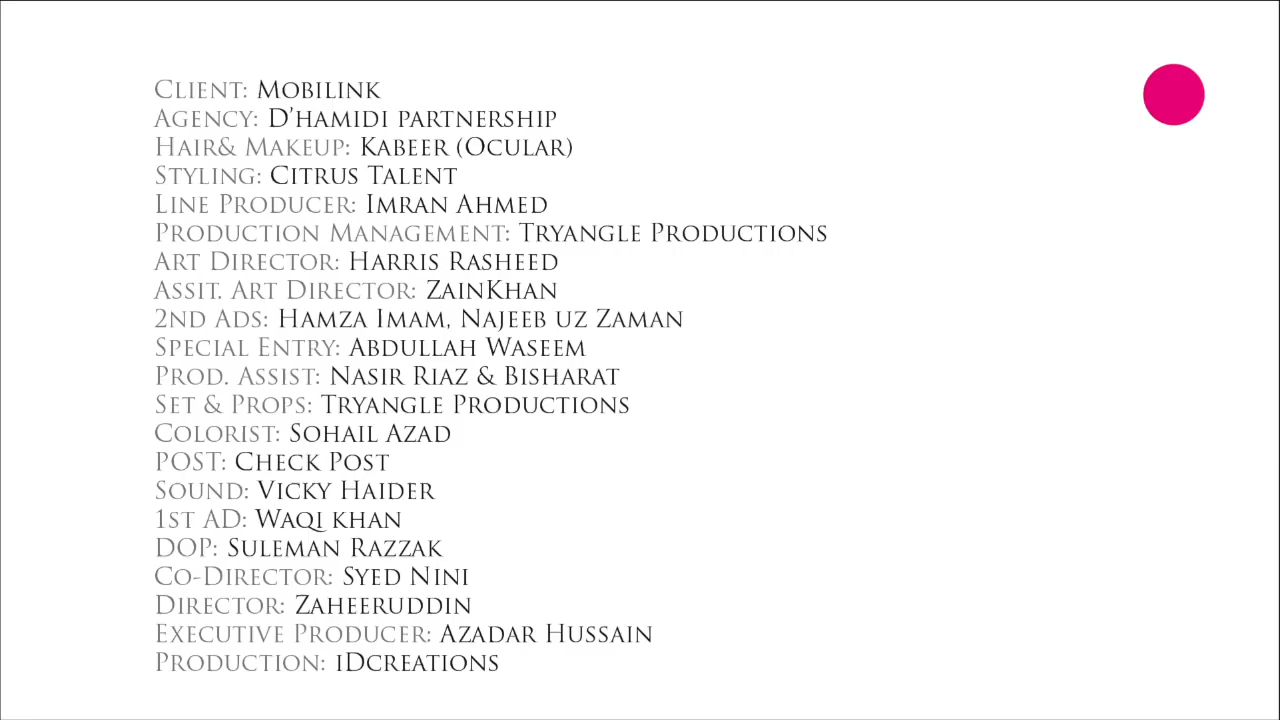 Client: Mobilink
Agency: D'hamidi partnership
Hair& Makeup: Kabeer (Ocular)
Styling: Citrus Talent
Line Producer: Imran Ahmed
Production Management: Tryangle Productions
Art Director: Harris Rasheed
Assit. Art Director: ZainKhan
2nd Ads: Hamza Imam, Najeeb uz Zaman
Special Entry: Abdullah Waseem
Prod. Assist: Nasir Riaz & Bisharat
Set & Props: Tryangle Productions
Colorist: Sohail Azad
POST: Check Post
Sound: Vicky Haider
1st AD: Waqi khan
DOP: Suleman Razzak
Co-Director: Syed Nini
Director: Zaheeruddin
Executive Producer: Azadar Hussain
Production: iDcreations